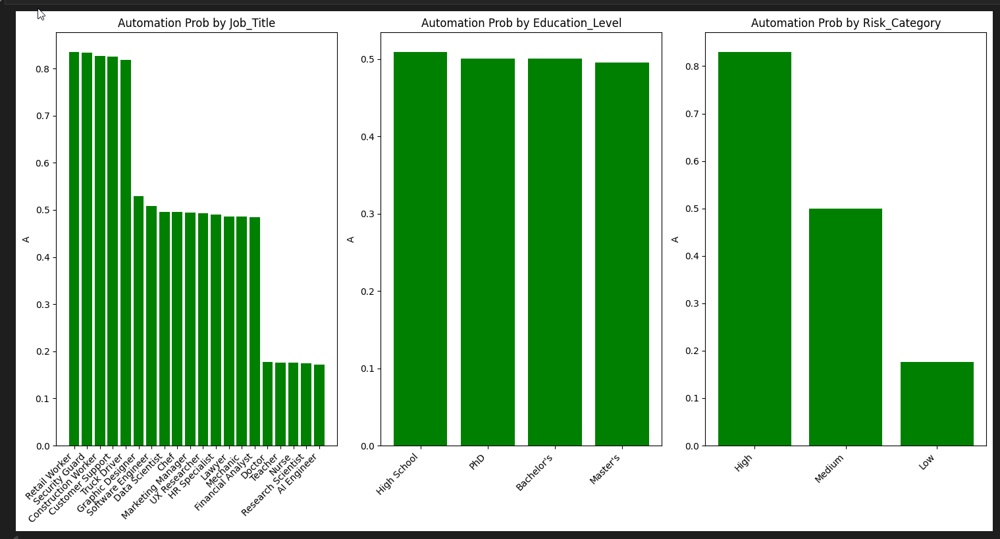 Automation Prob by Job_Title
A
0.8
0.7
0.6
0.5
0.4
0.3
0.2
0.1
0.0
Retail Worker
Security Guard
Construction Worker
Customer Support
Truck Driver
Graphic Designer
Software Engineer
Data Scientist
Chef
Marketing Manager
UX Researcher
HR Specialist
Lawyer
Mechanic
Financial Analyst
Doctor
Teacher
Nurse
Research Scientist
AI Engineer
Automation Prob by Education_Level
A
0.5
0.4
0.3
0.2
0.1
0.0
High School
PhD
Bachelor's
Master's
Automation Prob by Risk_Category
A
0.8
0.7
0.6
0.5
0.4
0.3
0.2
0.1
0.0
High
Medium
Low